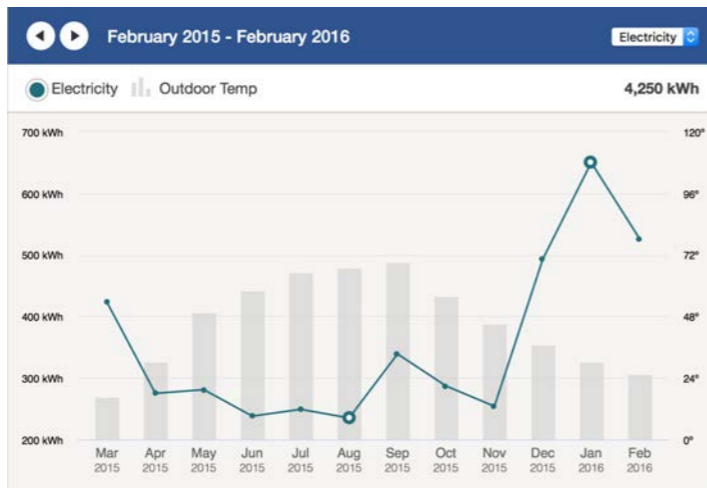 February 2015 - February 2016
Electricity
Electricity Outdoor Temp 4,250 kWh
700 kWh 120°
600 kWh 96°
500 kWh 72°
400 kWh 48°
300 kWh 24°
200 kWh 0°
Mar Apr May Jun Jul Aug Sep Oct Nov Dec Jan Feb
2015 2015 2015 2015 2015 2015 2015 2015 2015 2015 2016 2016